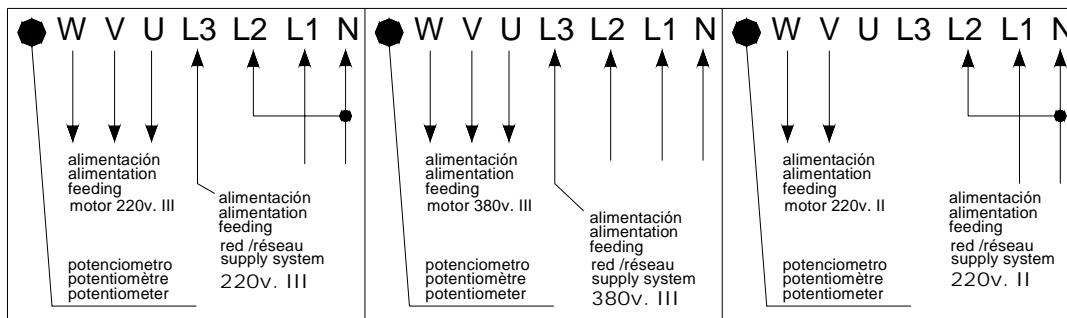 W V U L3 L2 L1 N
alimentación
alimentation
feeding
motor 220v. III
alimentación
alimentation
feeding
red /réseau
supply system
220v. III
potenciometro
potentiomètre
potentiometer
W V U L3 L2 L1 N
alimentación
alimentation
feeding
motor 380v. III
alimentación
alimentation
feeding
red /réseau
supply system
380v. III
potenciometro
potentiomètre
potentiometer
W V U L3 L2 L1 N
alimentación
alimentation
feeding
motor 220v. II
alimentación
alimentation
feeding
red /réseau
supply system
220v. II
potenciometro
potentiomètre
potentiometer